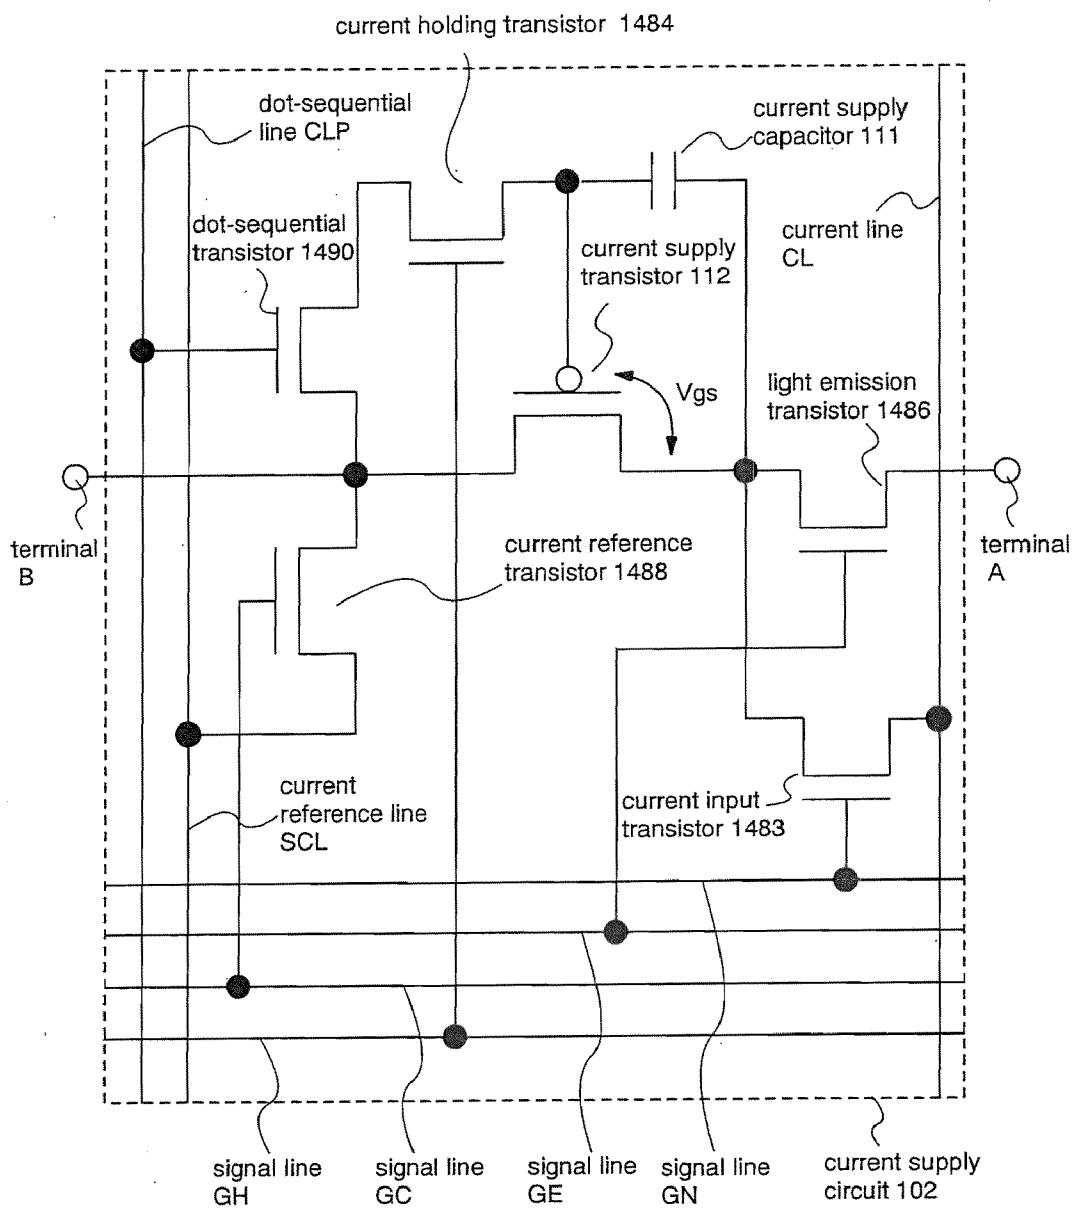 current holding transistor 1484
dot-sequential
line CLP
current supply
capacitor 111
dot-sequential
transistor 1490
current supply
transistor 112
current line
CL
Vgs
light emission
transistor 1486
terminal
B
current reference
transistor 1488
terminal
A
current
reference line
SCL
current input
transistor 1483
signal line
GH
signal line
GC
signal line
GE
signal line
GN
current supply
circuit 102